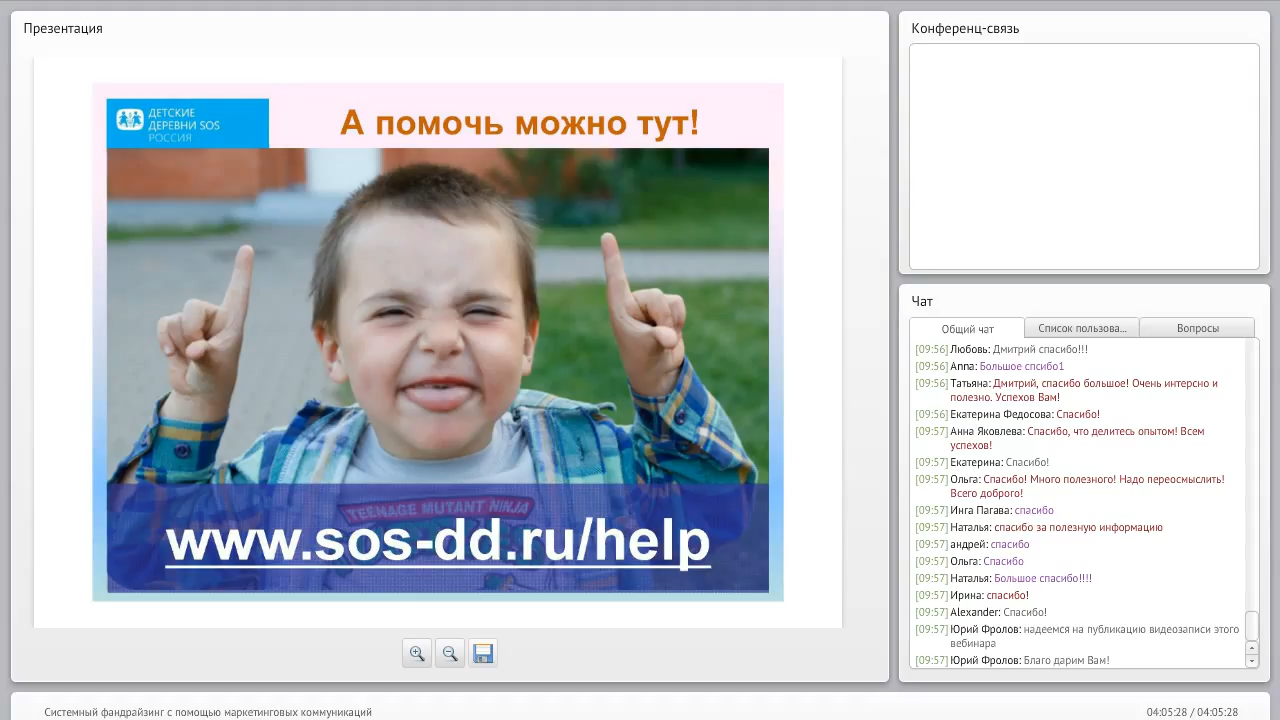 Презентация
ДЕТСКИЕ
ДЕРЕВНИ SOS
РОССИЯ
А помочь можно тут!
TEENAGE MUTANT NINJA
www.sos-dd.ru/help
Конференц-связь
Чат
Общий чат
Список пользова...
Вопросы
[09:56] Любовь: Дмитрий спасибо!!!
[09:56] Anna: Большое спсибо1
[09:56] Татьяна: Дмитрий, спасибо большое! Очень интерсно и
полезно. Успехов Вам!
[09:56] Екатерина Федосова: Спасибо!
[09:57] Анна Яковлева: Спасибо, что делитесь опытом! Всем
успехов!
[09:57] Екатерина: Спасибо!
[09:57] Ольга: Спасибо! Много полезного! Надо переосмыслить!
Всего доброго!
[09:57] Инга Пагава: спасибо
[09:57] Наталья: спасибо за полезную информацию
[09:57] андрей: спасибо
[09:57] Ольга: Спасибо
[09:57] Наталья: Большое спасибо!!!!
[09:57] Ирина: спасибо!
[09:57] Alexander: Спасибо!
[09:57] Юрий Фролов: надеемся на публикацию видеозаписи этого
вебинара
[09:57] Юрий Фролов: Благо дарим Вам!
Системный фандрайзинг с помощью маркетинговых коммуникаций
04:05:28 / 04:05:28